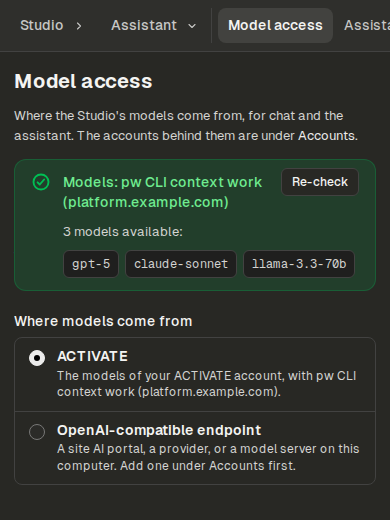 Studio Assistant Model access Assista
Model access
Where the Studio's models come from, for chat and the
assistant. The accounts behind them are under Accounts.
Models: pw CLI context work Re-check
(platform.example.com)
3 models available:
gpt-5 claude-sonnet llama-3.3-70b
Where models come from
ACTIVATE
The models of your ACTIVATE account, with pw CLI
context work (platform.example.com).
OpenAI-compatible endpoint
A site AI portal, a provider, or a model server on this
computer. Add one under Accounts first.